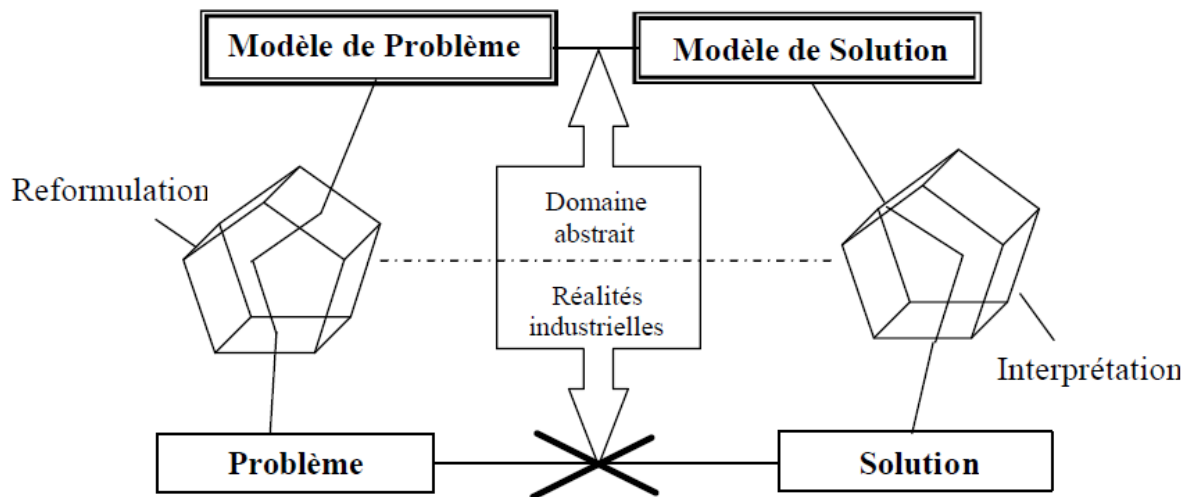 Modèle de Problème
Modèle de Solution
Reformulation
Domaine
abstrait
Réalités
industrielles
Interprétation
Problème
Solution